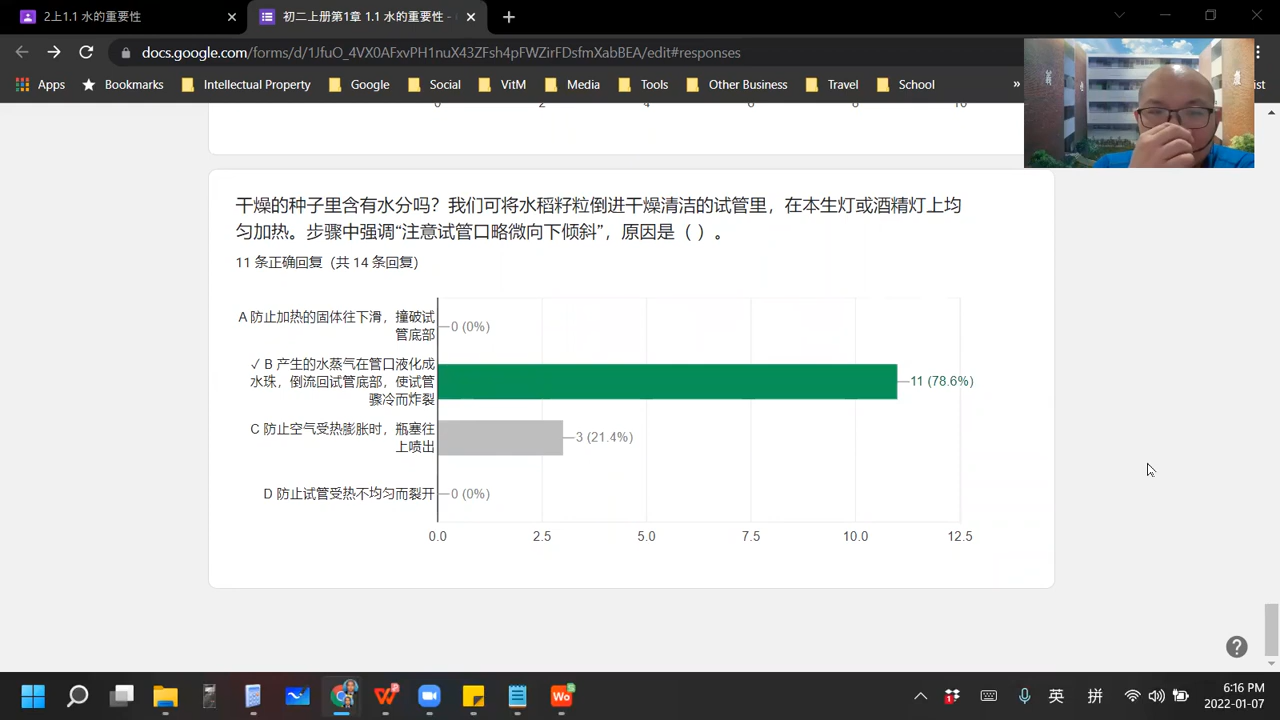 2上1.1 水的重要性
初二上册第1章 1.1 水的重要性 -
docs.google.com/forms/d/1JfuO_4VX0AFxvPH1nuX43ZFsh4pFWZirFDsfmXabBEA/edit#responses
Apps Bookmarks Intellectual Property Google Social VitM Media Tools Other Business Travel School »
干燥的种子里含有水分吗？我们可将水稻籽粒倒进干燥清洁的试管里，在本生灯或酒精灯上均
匀加热。步骤中强调“注意试管口略微向下倾斜”，原因是（ ）。
11 条正确回复（共 14 条回复）
A 防止加热的固体往下滑，撞破试
管底部
0 (0%)
✓ B 产生的水蒸气在管口液化成
水珠，倒流回试管底部，使试管
骤冷而炸裂
11 (78.6%)
C 防止空气受热膨胀时，瓶塞往
上喷出
3 (21.4%)
D 防止试管受热不均匀而裂开
0 (0%)
0.0 2.5 5.0 7.5 10.0 12.5
英 拼
6:16 PM
2022-01-07